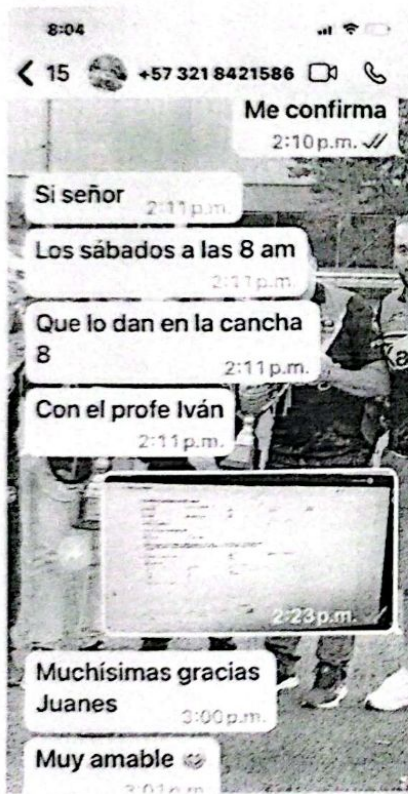 8:04
15 +57 321 8421586
Me confirma
2:10 p.m.
Si señor
2:11 p.m.
Los sábados a las 8 am
2:11 p.m.
Que lo dan en la cancha
8
2:11 p.m.
Con el profe Iván
2:11 p.m.
2:23 p.m.
Muchísimas gracias
Juanes
3:00 p.m.
Muy amable
3:01 p.m.